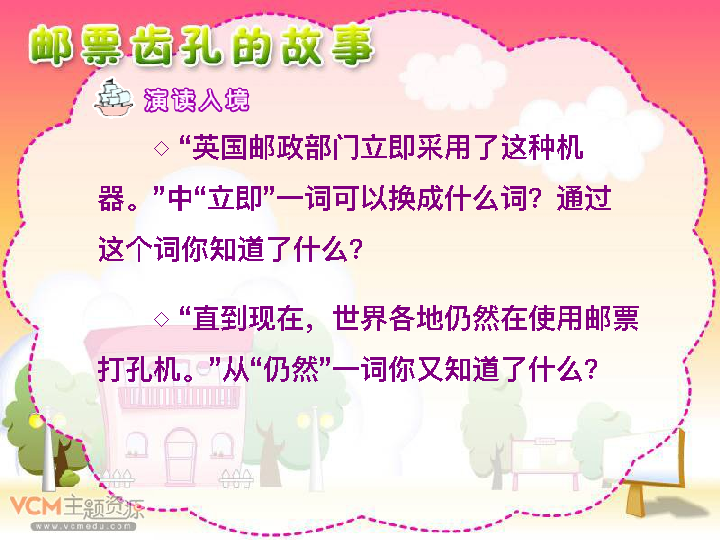 邮票齿孔的故事
演读入境
◇ “英国邮政部门立即采用了这种机
器。”中“立即”一词可以换成什么词？通过
这个词你知道了什么？
◇ “直到现在，世界各地仍然在使用邮票
打孔机。”从“仍然”一词你又知道了什么？
VCM主题资源
www.vcmedu.com